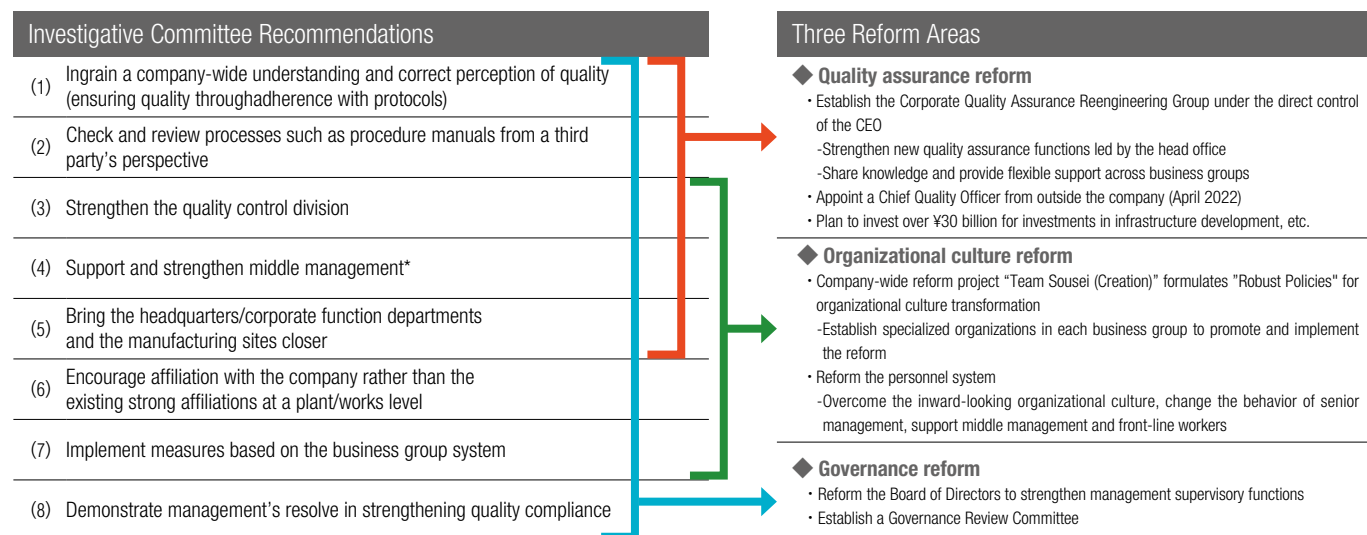 Investigative Committee Recommendations
(1) Ingrain a company-wide understanding and correct perception of quality
(ensuring quality throughadherence with protocols)
(2) Check and review processes such as procedure manuals from a third
party's perspective
(3) Strengthen the quality control division
(4) Support and strengthen middle management*
(5) Bring the headquarters/corporate function departments
and the manufacturing sites closer
(6) Encourage affiliation with the company rather than the
existing strong affiliations at a plant/works level
(7) Implement measures based on the business group system
(8) Demonstrate management's resolve in strengthening quality compliance
Three Reform Areas
◆ Quality assurance reform
・Establish the Corporate Quality Assurance Reengineering Group under the direct control
of the CEO
-Strengthen new quality assurance functions led by the head office
-Share knowledge and provide flexible support across business groups
・Appoint a Chief Quality Officer from outside the company (April 2022)
・Plan to invest over ¥30 billion for investments in infrastructure development, etc.
◆ Organizational culture reform
・Company-wide reform project “Team Sousei (Creation)” formulates ”Robust Policies" for
organizational culture transformation
-Establish specialized organizations in each business group to promote and implement
the reform
・Reform the personnel system
-Overcome the inward-looking organizational culture, change the behavior of senior
management, support middle management and front-line workers
◆ Governance reform
・Reform the Board of Directors to strengthen management supervisory functions
・Establish a Governance Review Committee